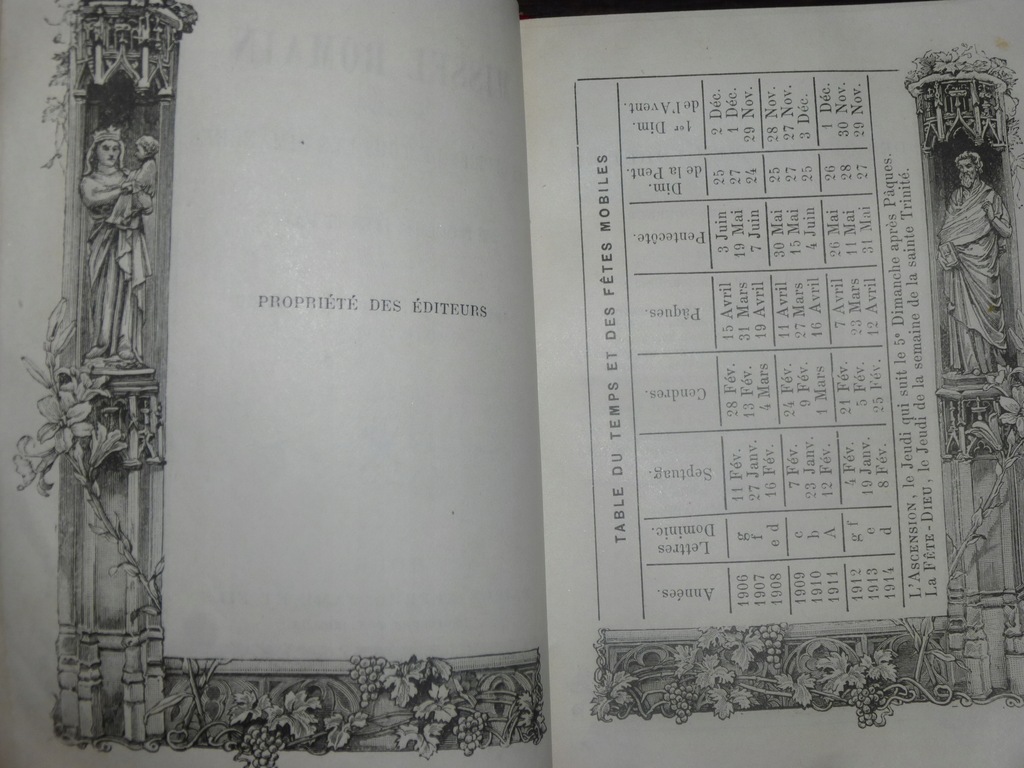 PROPRIÉTÉ DES ÉDITEURS
TABLE DU TEMPS ET DES FÊTES MOBILES
Années. Lettres Dominic. Septuag. Cendres. Pâques. Pentecôte. Dim. de la Pent. 1er Dim. de l'Avent.
1906 g 11 Fév. 28 Fév. 15 Avril 3 Juin 25 2 Déc.
1907 f 27 Janv. 13 Fév. 31 Mars 19 Mai 27 1 Déc.
1908 e d 16 Fév. 4 Mars 19 Avril 7 Juin 24 29 Nov.
1909 c 7 Fév. 24 Fév. 11 Avril 30 Mai 25 28 Nov.
1910 b 23 Janv. 9 Fév. 27 Mars 15 Mai 27 27 Nov.
1911 A 12 Fév. 1 Mars 16 Avril 4 Juin 25 3 Déc.
1912 g f 4 Fév. 21 Fév. 7 Avril 26 Mai 26 1 Déc.
1913 e 19 Janv. 5 Fév. 23 Mars 11 Mai 28 30 Nov.
1914 d 8 Fév. 25 Fév. 12 Avril 31 Mai 27 29 Nov.
L'ASCENSION, le Jeudi qui suit le 5e Dimanche après Pâques.
La FÊTE-DIEU, le Jeudi de la semaine de la sainte Trinité.